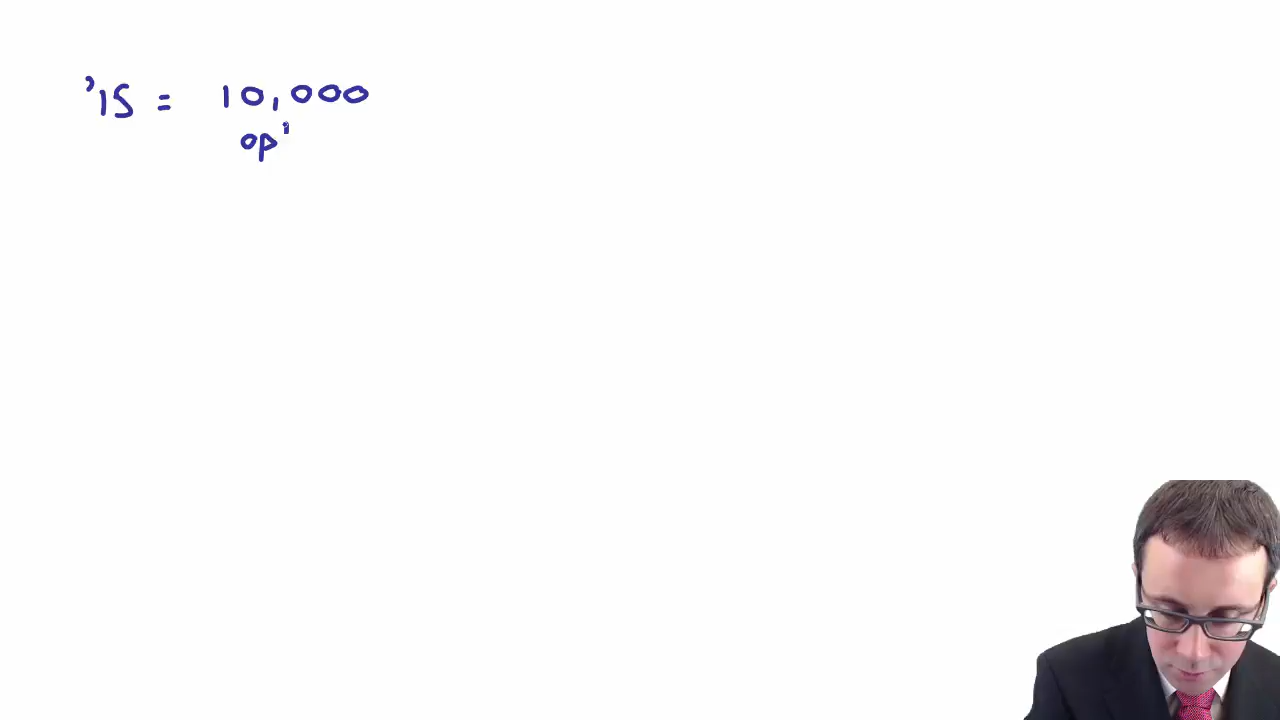 '15 = 10,000
op'